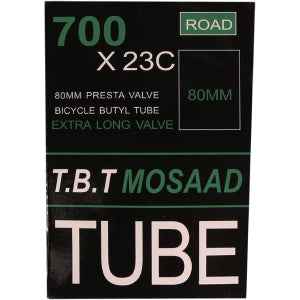 700
ROAD
X 23C
80MM PRESTA VALVE
BICYCLE BUTYL TUBE
EXTRA LONG VALVE
80MM
T.B.T MOSAAD
TUBE